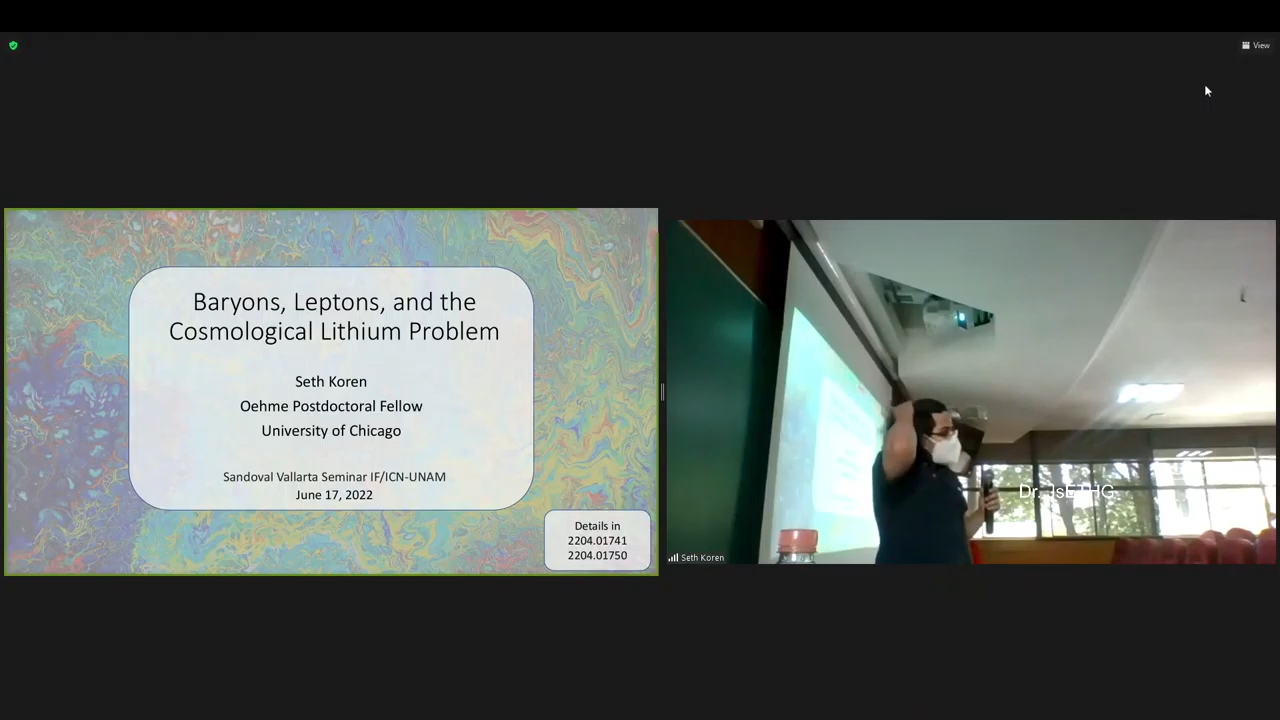 View
Baryons, Leptons, and the
Cosmological Lithium Problem
Seth Koren
Oehme Postdoctoral Fellow
University of Chicago
Sandoval Vallarta Seminar IF/ICN-UNAM
June 17, 2022
Details in
2204.01741
2204.01750
Seth Koren